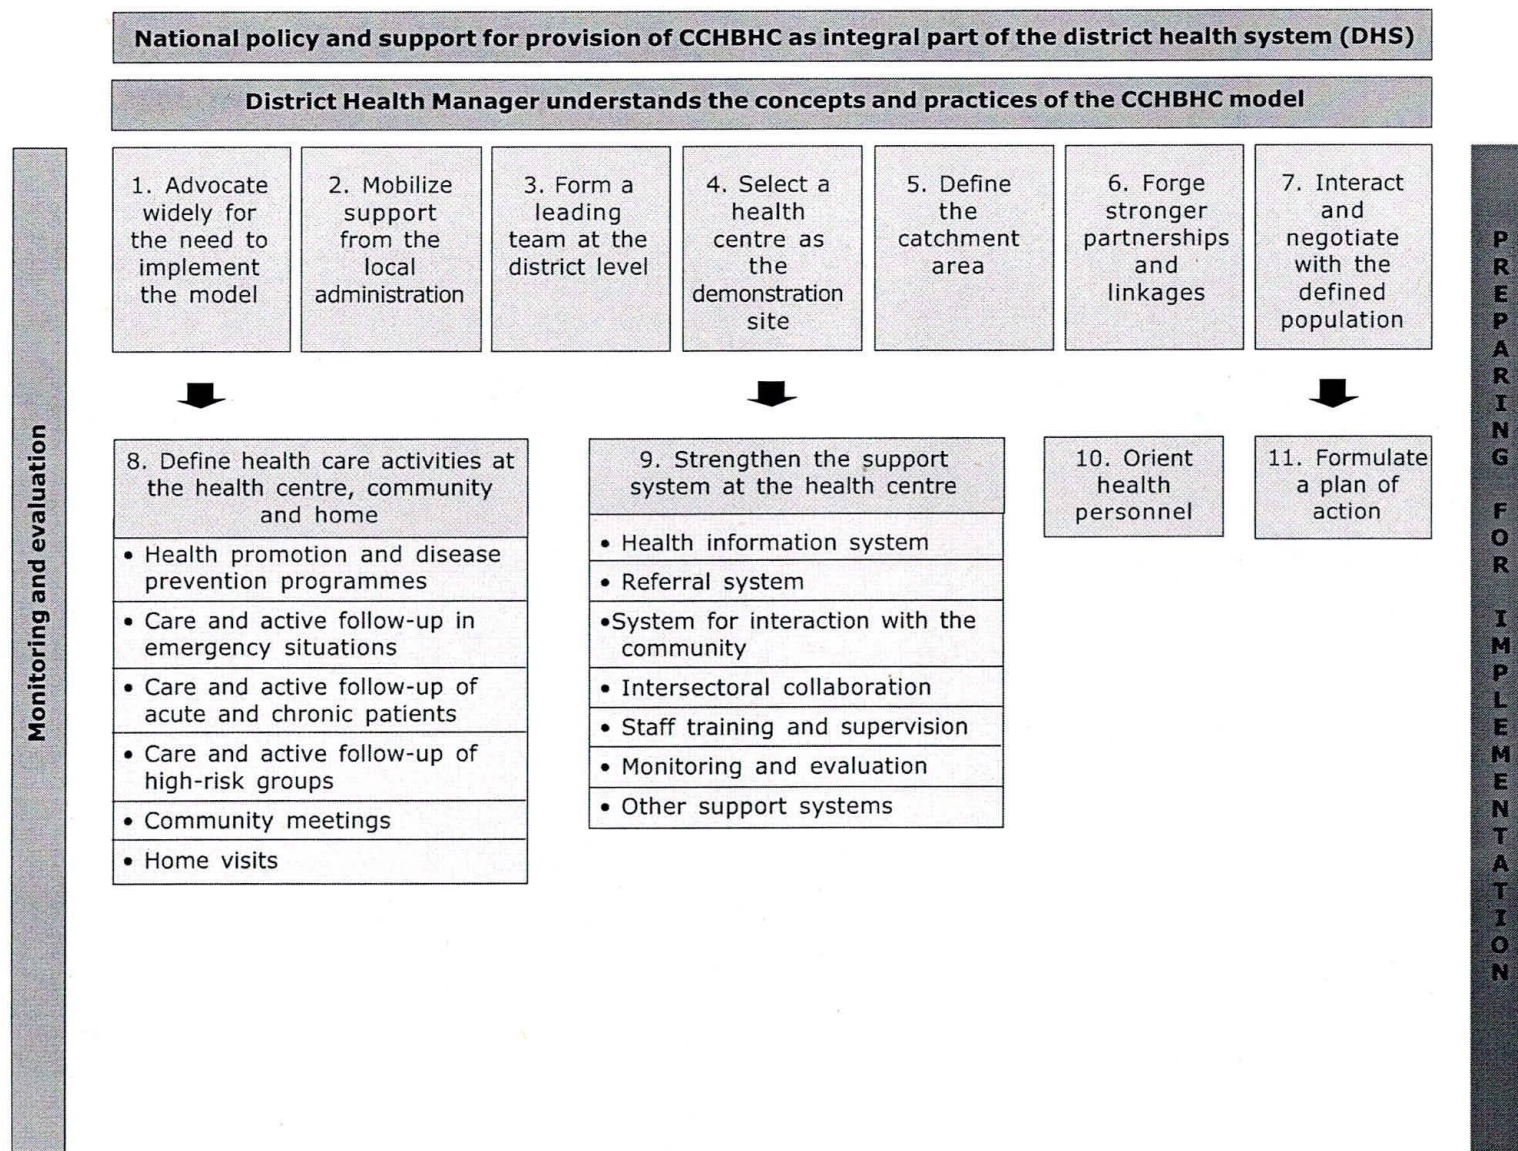 National policy and support for provision of CCHBHC as integral part of the district health system (DHS)
District Health Manager understands the concepts and practices of the CCHBHC model
Monitoring and evaluation
1. Advocate
widely for
the need to
implement
the model
2. Mobilize
support
from the
local
administration
3. Form a
leading
team at the
district level
4. Select a
health
centre as
the
demonstration
site
5. Define
the
catchment
area
6. Forge
stronger
partnerships
and
linkages
7. Interact
and
negotiate
with the
defined
population
8. Define health care activities at
the health centre, community
and home
• Health promotion and disease
prevention programmes
• Care and active follow-up in
emergency situations
• Care and active follow-up of
acute and chronic patients
• Care and active follow-up of
high-risk groups
• Community meetings
• Home visits
9. Strengthen the support
system at the health centre
• Health information system
• Referral system
•System for interaction with the
community
• Intersectoral collaboration
• Staff training and supervision
• Monitoring and evaluation
• Other support systems
10. Orient
health
personnel
11. Formulate
a plan of
action
PREPARING FOR IMPLEMENTATION